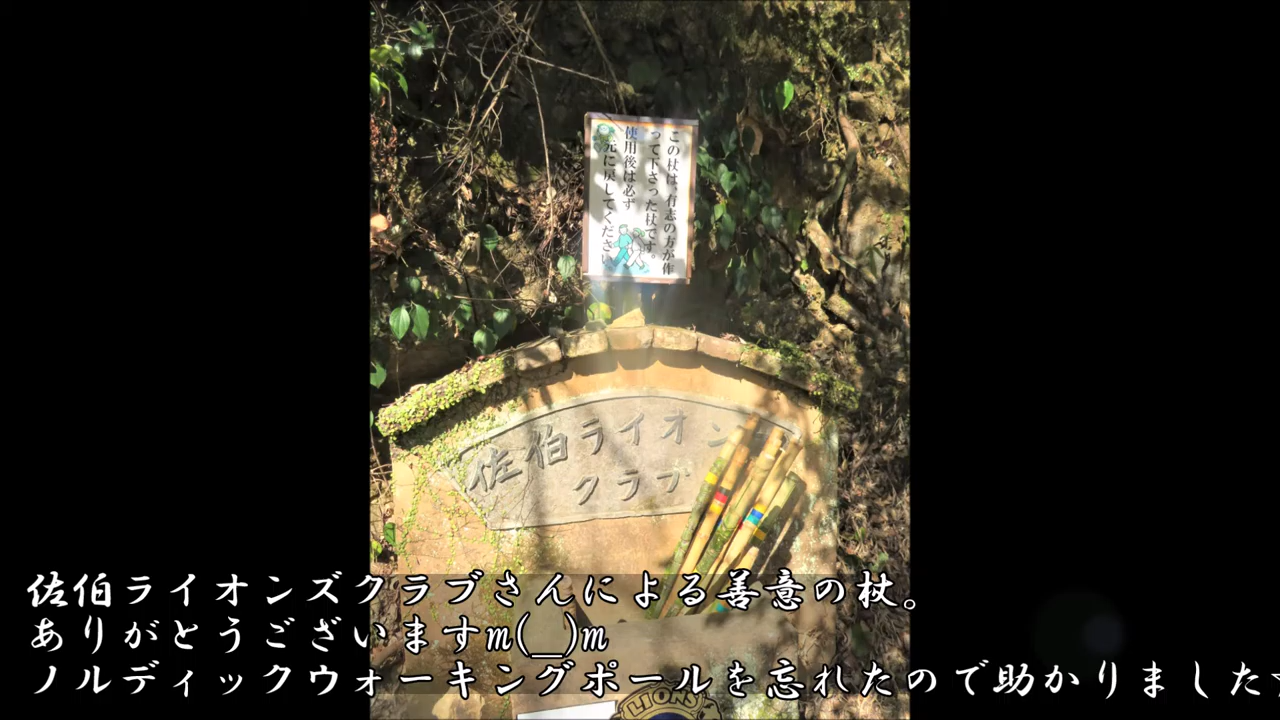 この杖は、有志の方が作
って下さった杖です。
使用後は必ず
元に戻してください
佐伯ライオン
クラブ
佐伯ライオンズクラブさんによる善意の杖。
ありがとうございますm(_)m
ノルディックウォーキングポールを忘れたので助かりました
LIONS